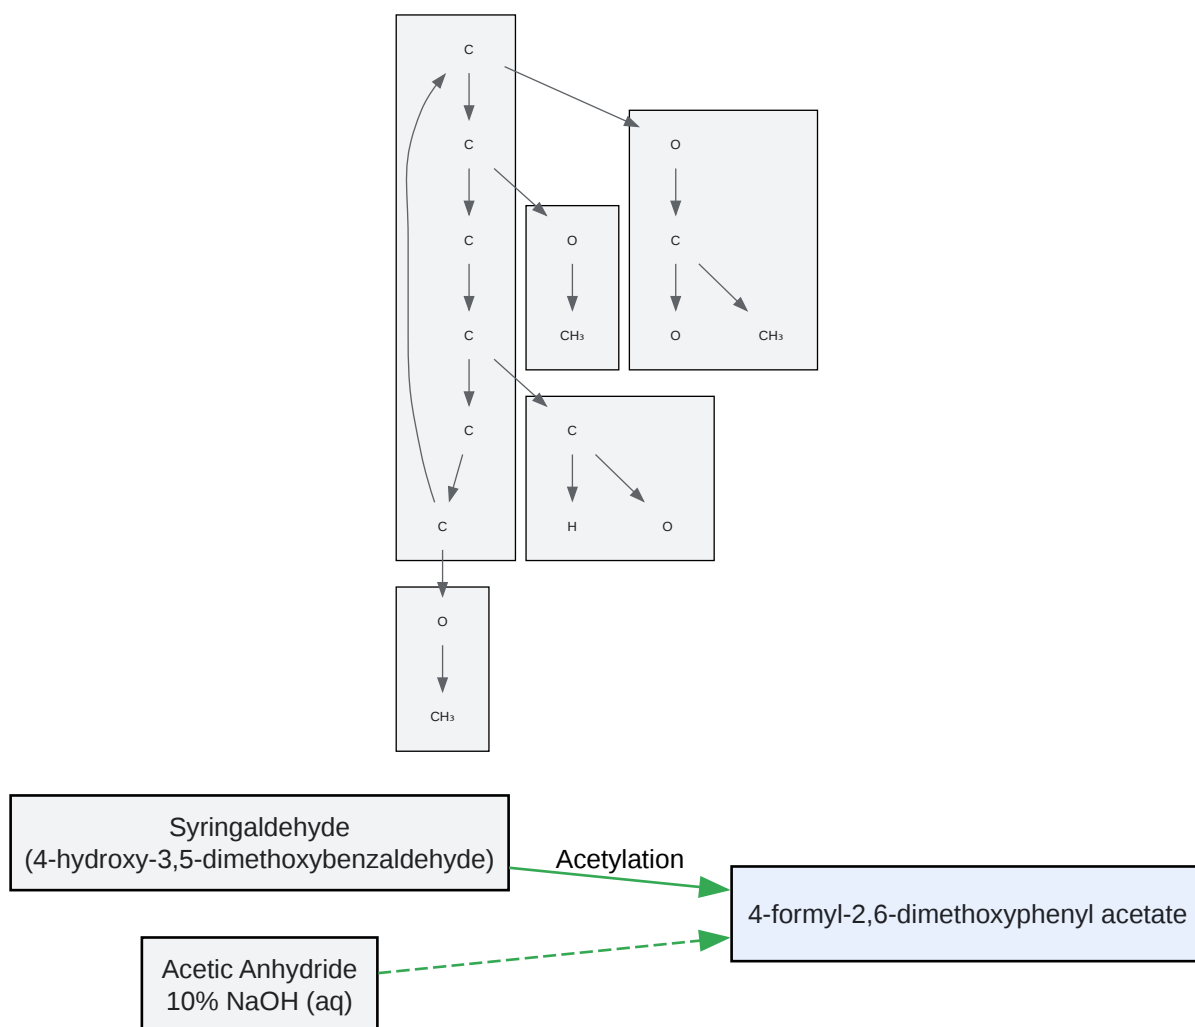 C
C
O
C
O
C
C
CH₃
O
CH₃
C
C
C
H
O
O
CH₃
Syringaldehyde
(4-hydroxy-3,5-dimethoxybenzaldehyde)
Acetylation
4-formyl-2,6-dimethoxyphenyl acetate
Acetic Anhydride
10% NaOH (aq)